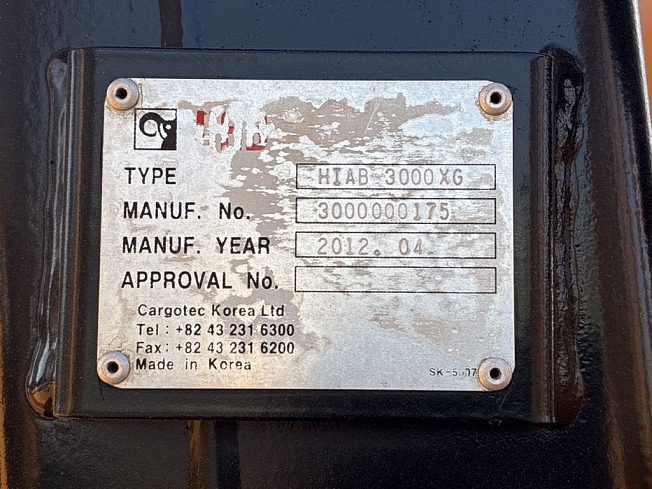 TYPE HIAB 3000XG
MANUF. No. 3000000175
MANUF. YEAR 2012. 04
APPROVAL No.
Cargotec Korea Ltd
Tel : +82 43 231 6300
Fax: +82 43 231 6200
Made in Korea